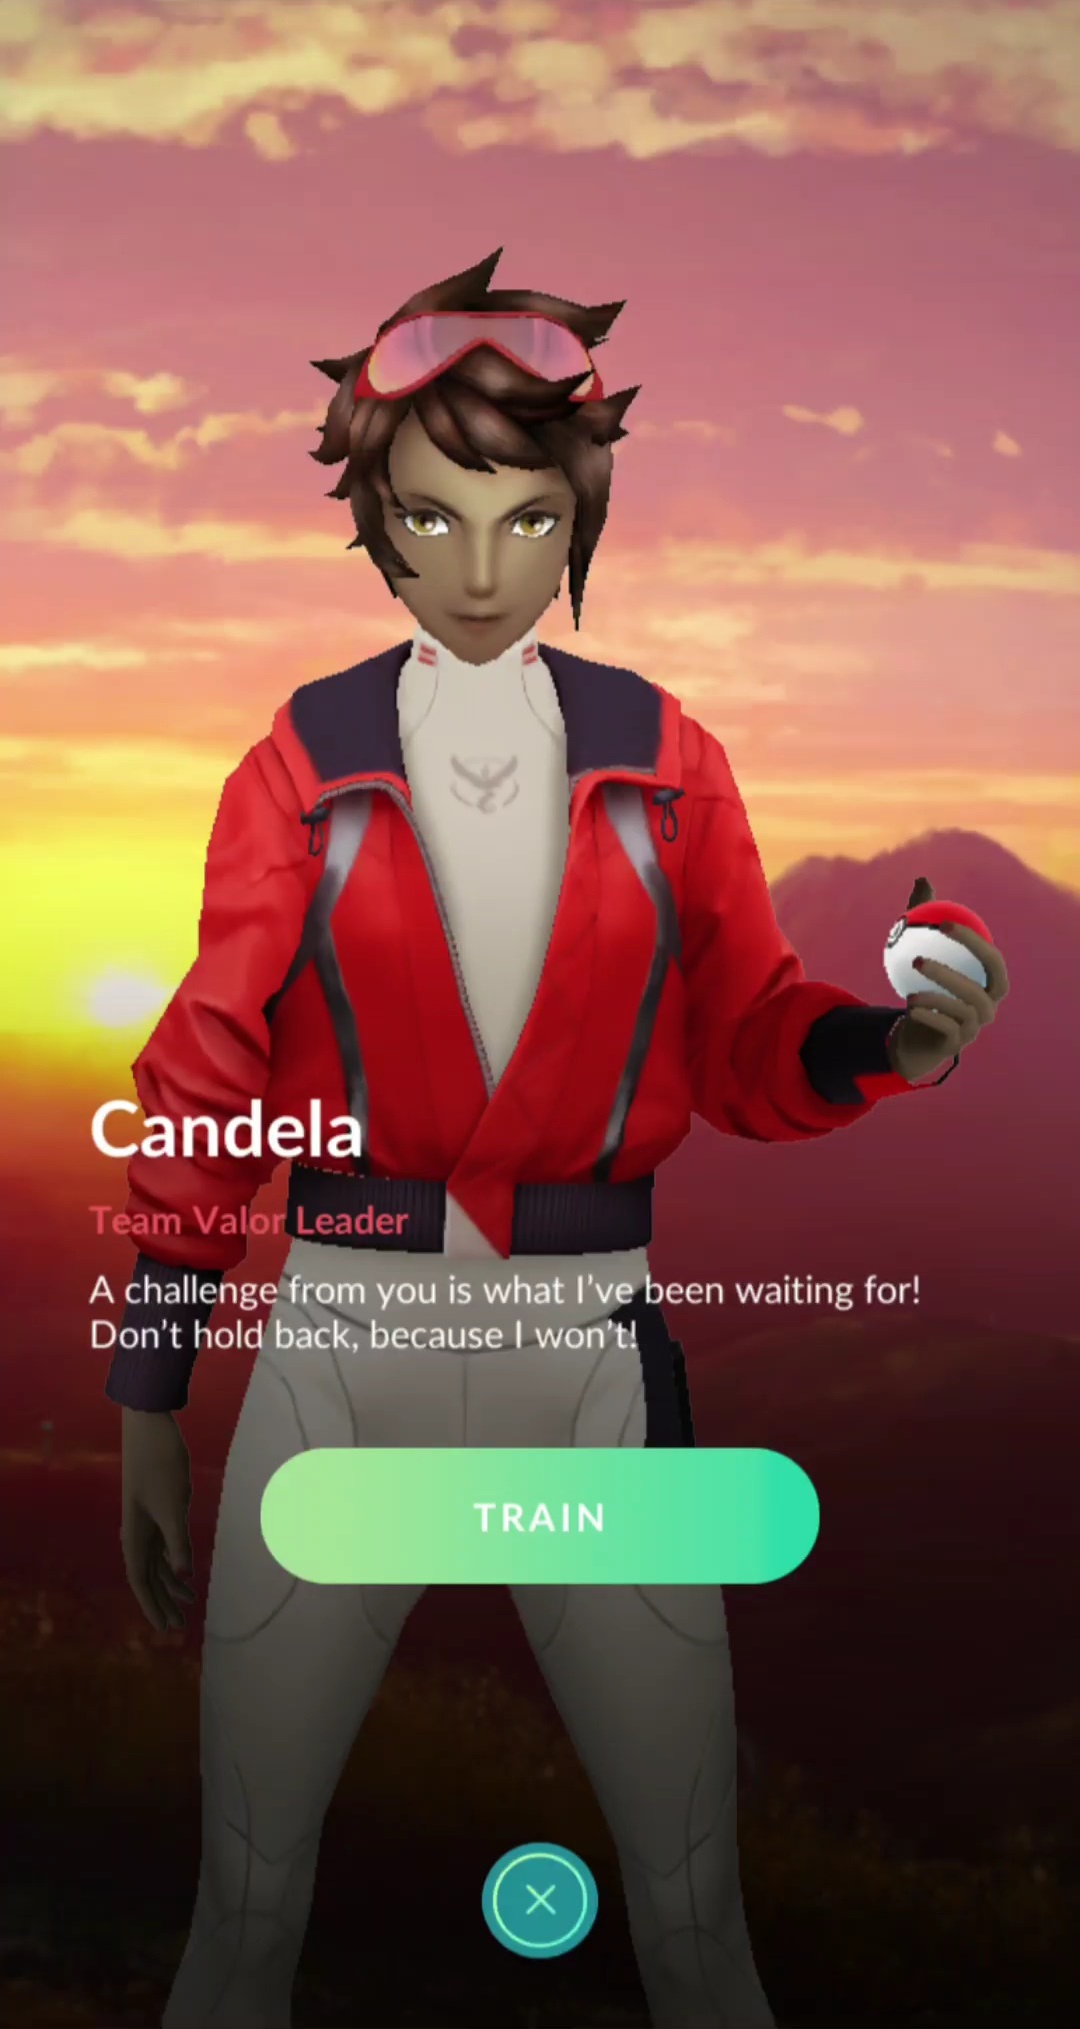 Candela
Team Valor Leader
A challenge from you is what I’ve been waiting for!
Don’t hold back, because I won’t!
TRAIN